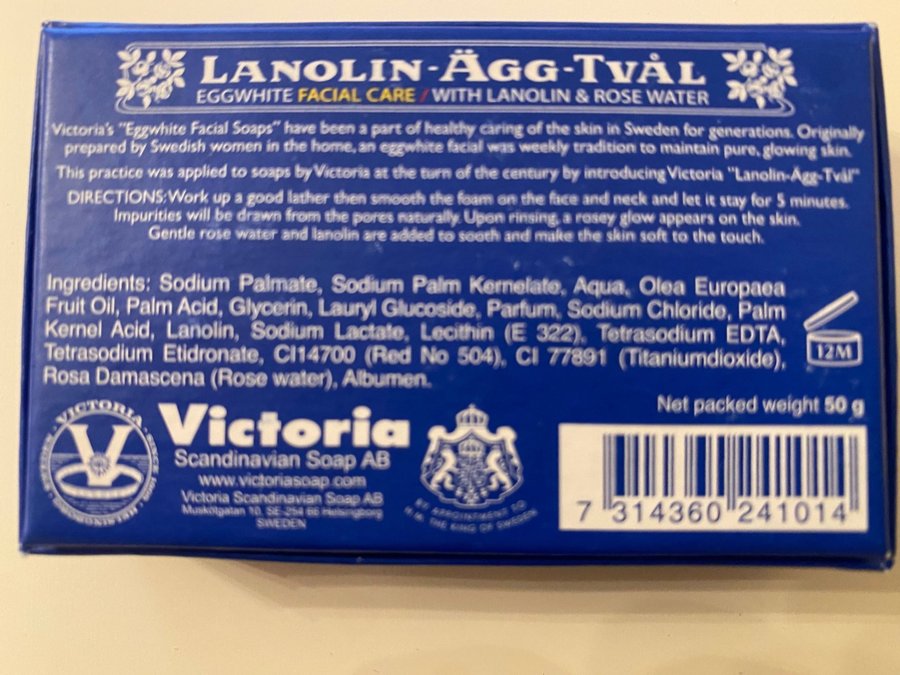 LANOLIN-ÄGG-TVÅL
EGGWHITE FACIAL CARE / WITH LANOLIN & ROSE WATER
Victoria's "Eggwhite Facial Soaps" have been a part of healthy caring of the skin in Sweden for generations. Originally
prepared by Swedish women in the home, an eggwhite facial was weekly tradition to maintain pure, glowing skin.
This practice was applied to soaps by Victoria at the turn of the century by introducing Victoria "Lanolin-Ägg-Tvål"
DIRECTIONS: Work up a good lather then smooth the foam on the face and neck and let it stay for 5 minutes.
Impurities will be drawn from the pores naturally. Upon rinsing, a rosey glow appears on the skin.
Gentle rose water and lanolin are added to sooth and make the skin soft to the touch.
Ingredients: Sodium Palmate, Sodium Palm Kernelate, Aqua, Olea Europaea
Fruit Oil, Palm Acid, Glycerin, Lauryl Glucoside, Parfum, Sodium Chloride, Palm
Kernel Acid, Lanolin, Sodium Lactate, Lecithin (E 322), Tetrasodium EDTA,
Tetrasodium Etidronate, CI14700 (Red No 504), CI 77891 (Titaniumdioxide),
Rosa Damascena (Rose water), Albumen.
12M
Net packed weight 50 g
VICTORIA
V
Victoria
Scandinavian Soap AB
www.victoriasoap.com
Victoria Scandinavian Soap AB
Muskötgatan 10, SE-254 66 Helsingborg
SWEDEN
BY APPOINTMENT TO
H.M. THE KING OF SWEDEN
7 314360 241014